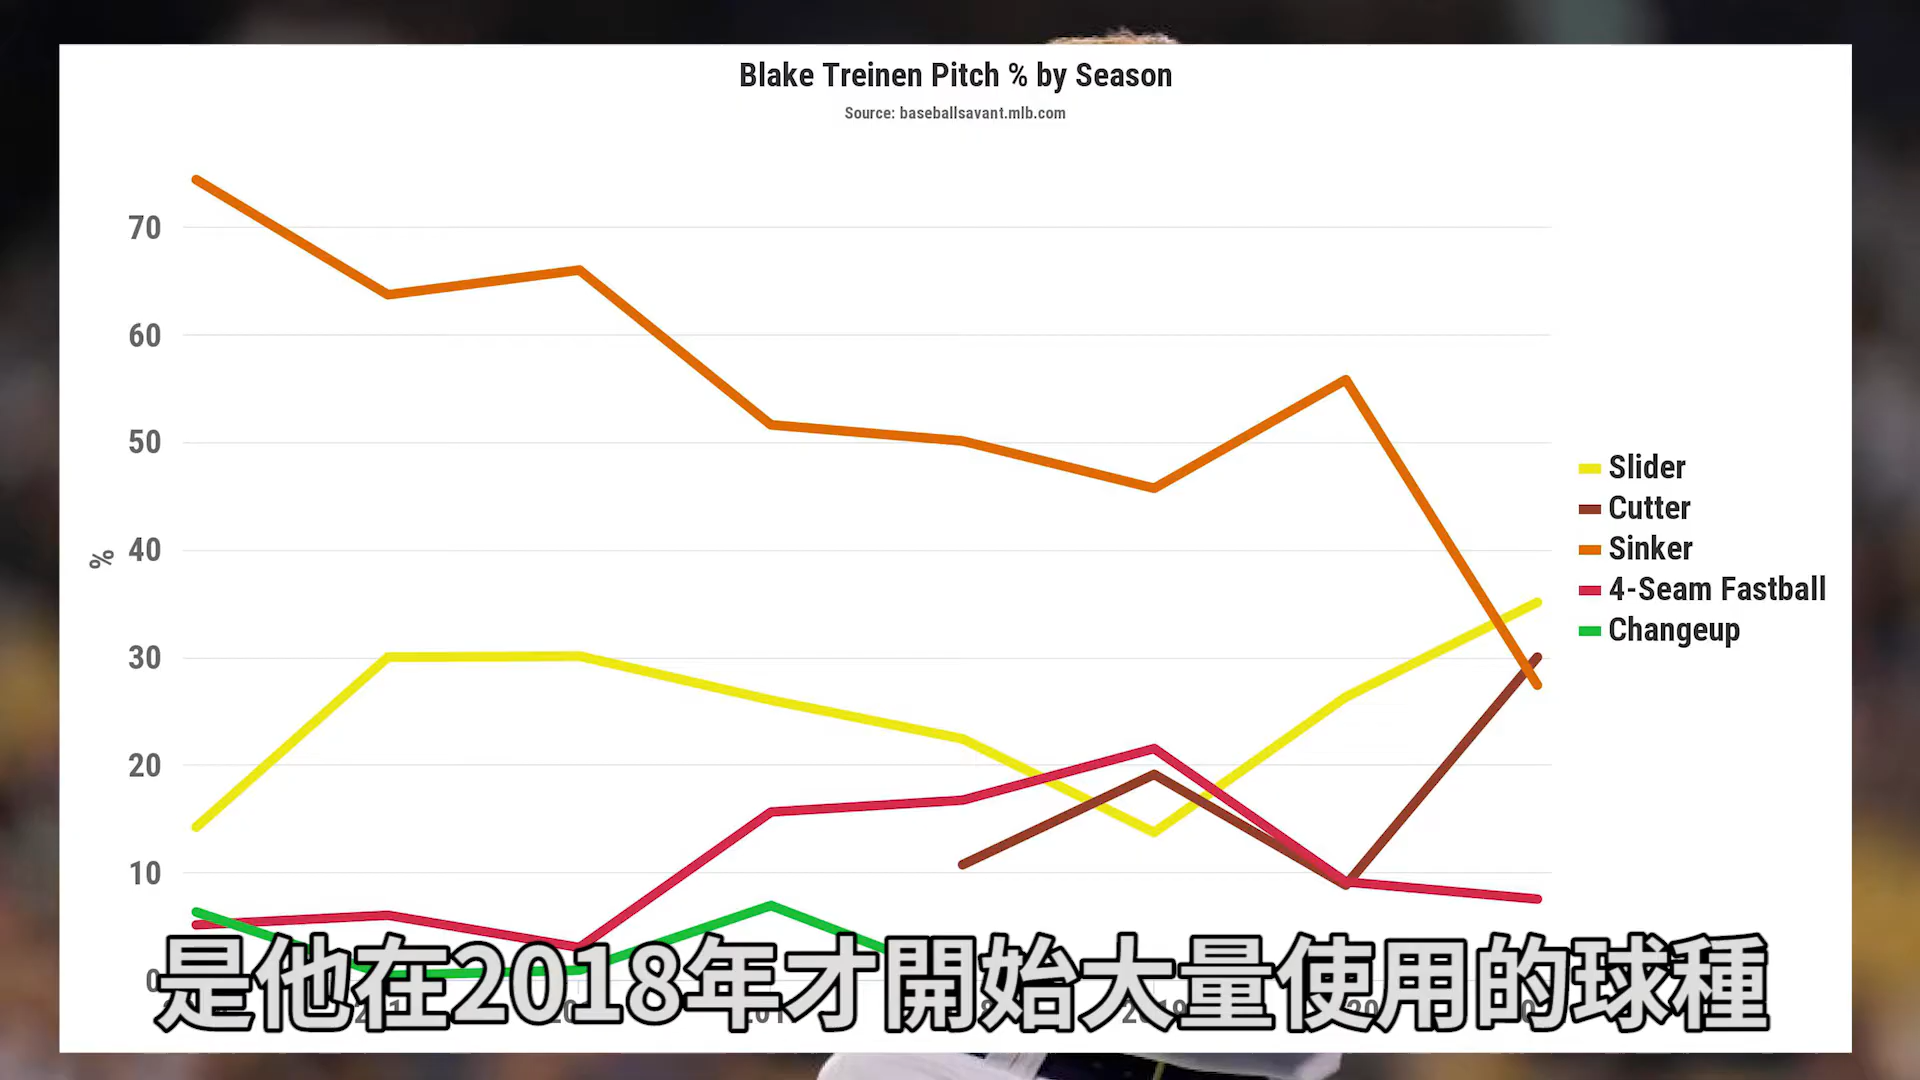 Blake Treinen Pitch % by Season
Source: baseballsavant.mlb.com
70
60
50
40
30
20
10
0
%
Slider
Cutter
Sinker
4-Seam Fastball
Changeup
是他在2018年才開始大量使用的球種